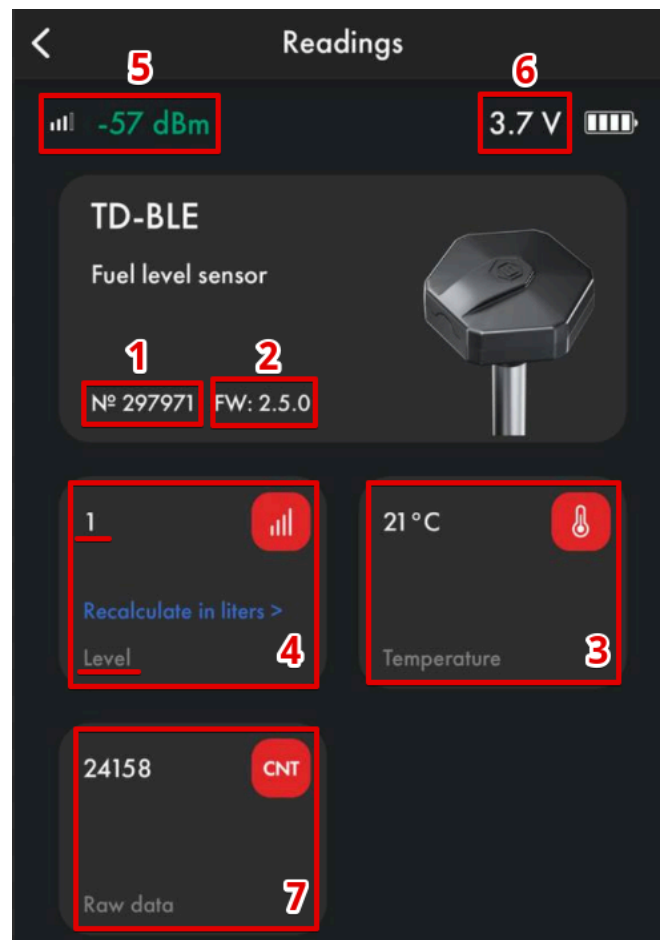 Readings
5
6
-57 dBm
3.7 V
TD-BLE
Fuel level sensor
1
2
№ 297971
FW: 2.5.0
1
21°C
Recalculate in liters >
Level
4
Temperature
3
24158
CNT
Raw data
7